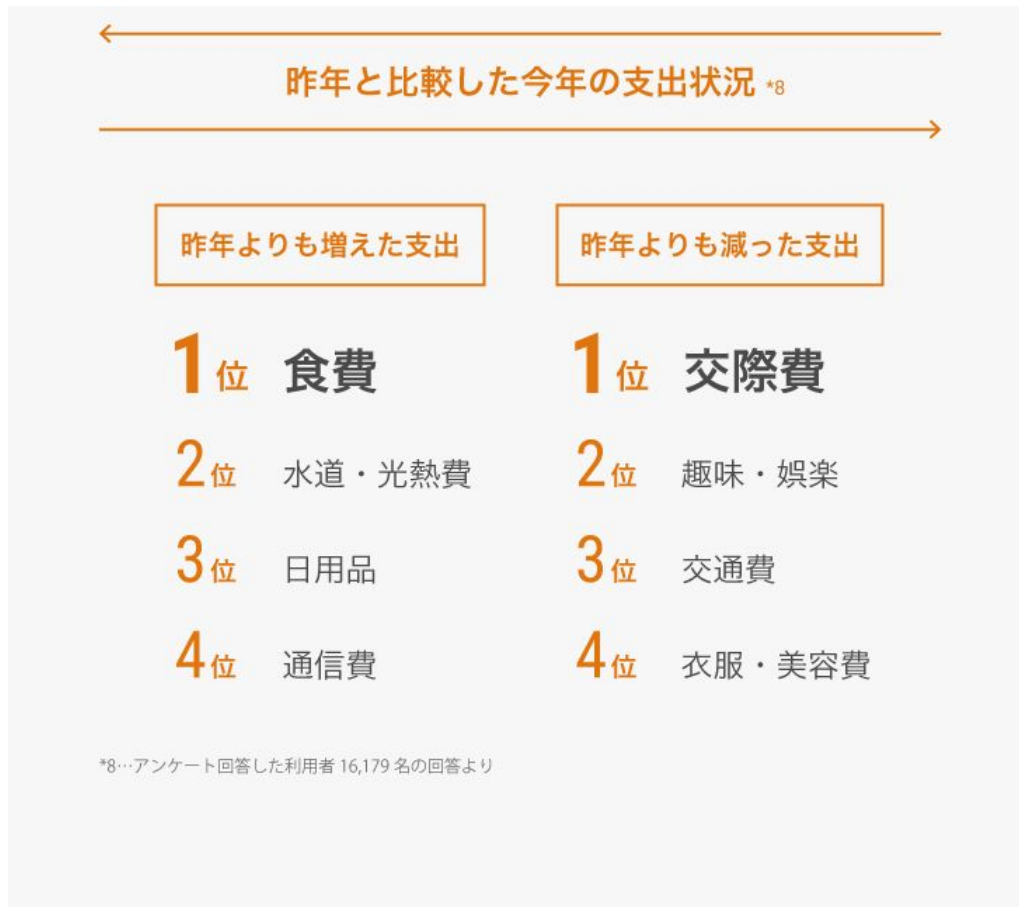 昨年と比較した今年の支出状況 *8
昨年よりも増えた支出
1位 食費
2位 水道・光熱費
3位 日用品
4位 通信費
昨年よりも減った支出
1位 交際費
2位 趣味・娯楽
3位 交通費
4位 衣服・美容費
*8…アンケート回答した利用者 16,179 名の回答より